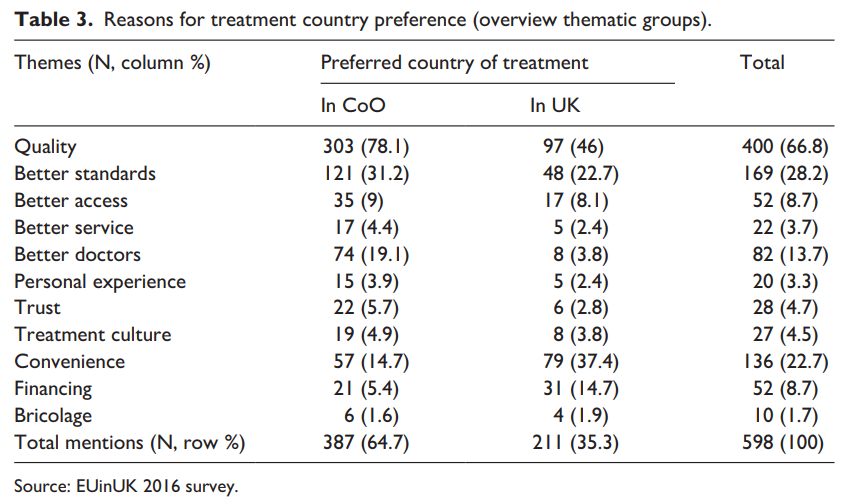 Table 3. Reasons for treatment country preference (overview thematic groups).
Themes (N, column %) Preferred country of treatment Total
In CoO In UK
Quality 303 (78.1) 97 (46) 400 (66.8)
Better standards 121 (31.2) 48 (22.7) 169 (28.2)
Better access 35 (9) 17 (8.1) 52 (8.7)
Better service 17 (4.4) 5 (2.4) 22 (3.7)
Better doctors 74 (19.1) 8 (3.8) 82 (13.7)
Personal experience 15 (3.9) 5 (2.4) 20 (3.3)
Trust 22 (5.7) 6 (2.8) 28 (4.7)
Treatment culture 19 (4.9) 8 (3.8) 27 (4.5)
Convenience 57 (14.7) 79 (37.4) 136 (22.7)
Financing 21 (5.4) 31 (14.7) 52 (8.7)
Bricolage 6 (1.6) 4 (1.9) 10 (1.7)
Total mentions (N, row %) 387 (64.7) 211 (35.3) 598 (100)
Source: EUinUK 2016 survey.